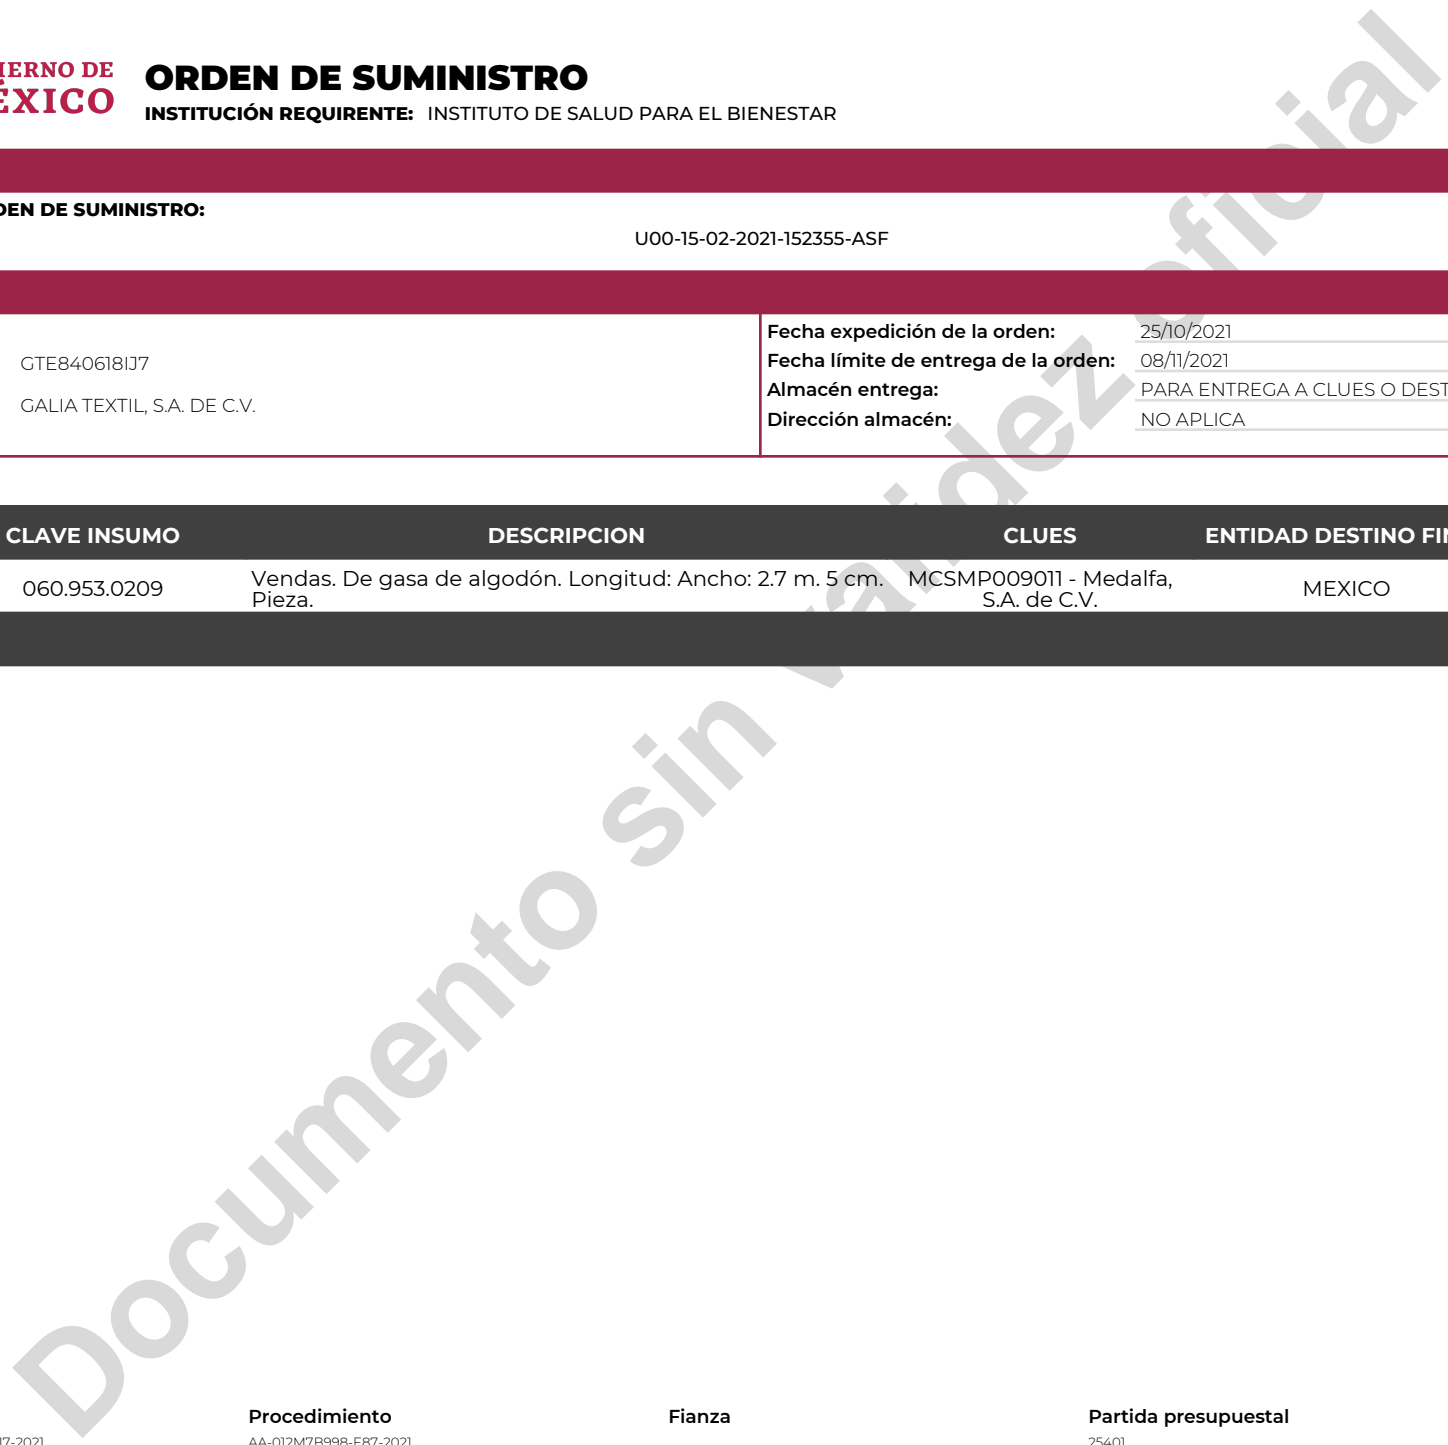 IERNO DE
ÉXICO
ORDEN DE SUMINISTRO
INSTITUCIÓN REQUIRENTE: INSTITUTO DE SALUD PARA EL BIENESTAR
DEN DE SUMINISTRO:
U00-15-02-2021-152355-ASF
GTE840618IJ7
GALIA TEXTIL, S.A. DE C.V.
Fecha expedición de la orden: 25/10/2021
Fecha límite de entrega de la orden: 08/11/2021
Almacén entrega: PARA ENTREGA A CLUES O DEST
Dirección almacén: NO APLICA
CLAVE INSUMO DESCRIPCION CLUES ENTIDAD DESTINO FIN
060.953.0209 Vendas. De gasa de algodón. Longitud: Ancho: 2.7 m. 5 cm. Pieza. MCSMP009011 - Medalfa, S.A. de C.V. MEXICO
Documento sin validez oficial
Procedimiento Fianza Partida presupuestal
17-2021 AA-012M7B998-E87-2021 25401